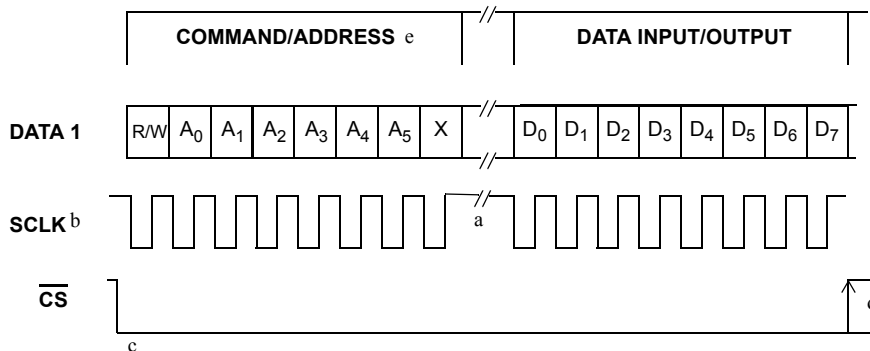 COMMAND/ADDRESS e
DATA INPUT/OUTPUT
DATA 1
R/W A0 A1 A2 A3 A4 A5 X
D0 D1 D2 D3 D4 D5 D6 D7
SCLK b
a
CS
c